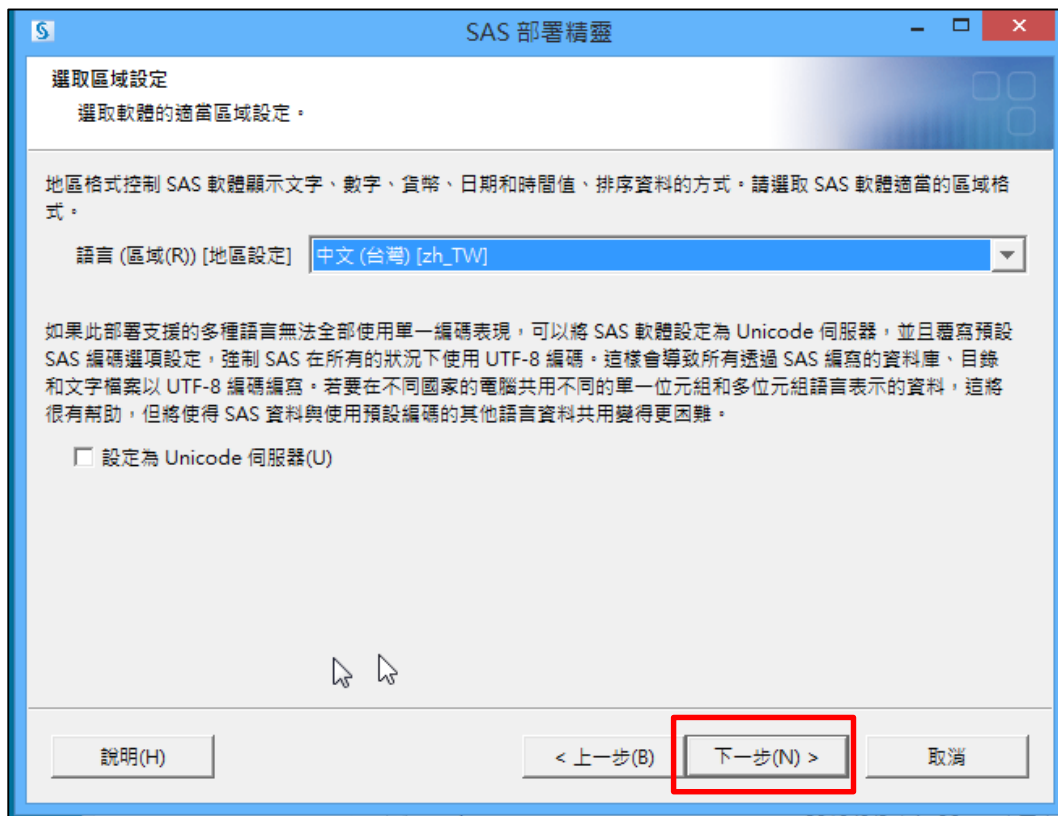 SAS 部署精靈
選取區域設定
選取軟體的適當區域設定。
地區格式控制 SAS 軟體顯示文字、數字、貨幣、日期和時間值、排序資料的方式。請選取 SAS 軟體適當的區域格
式。
語言 (區域(R)) [地區設定] 中文 (台灣) [zh_TW]
如果此部署支援的多種語言無法全部使用單一編碼表現，可以將 SAS 軟體設定為 Unicode 伺服器，並且覆寫預設
SAS 編碼選項設定，強制 SAS 在所有的狀況下使用 UTF-8 編碼。這樣會導致所有透過 SAS 編寫的資料庫、目錄
和文字檔案以 UTF-8 編碼編寫。若要在不同國家的電腦共用不同的單一位元組和多位元組語言表示的資料，這將
很有幫助，但將使得 SAS 資料與使用預設編碼的其他語言資料共用變得更困難。
設定為 Unicode 伺服器(U)
說明(H) < 上一步(B) 下一步(N) > 取消